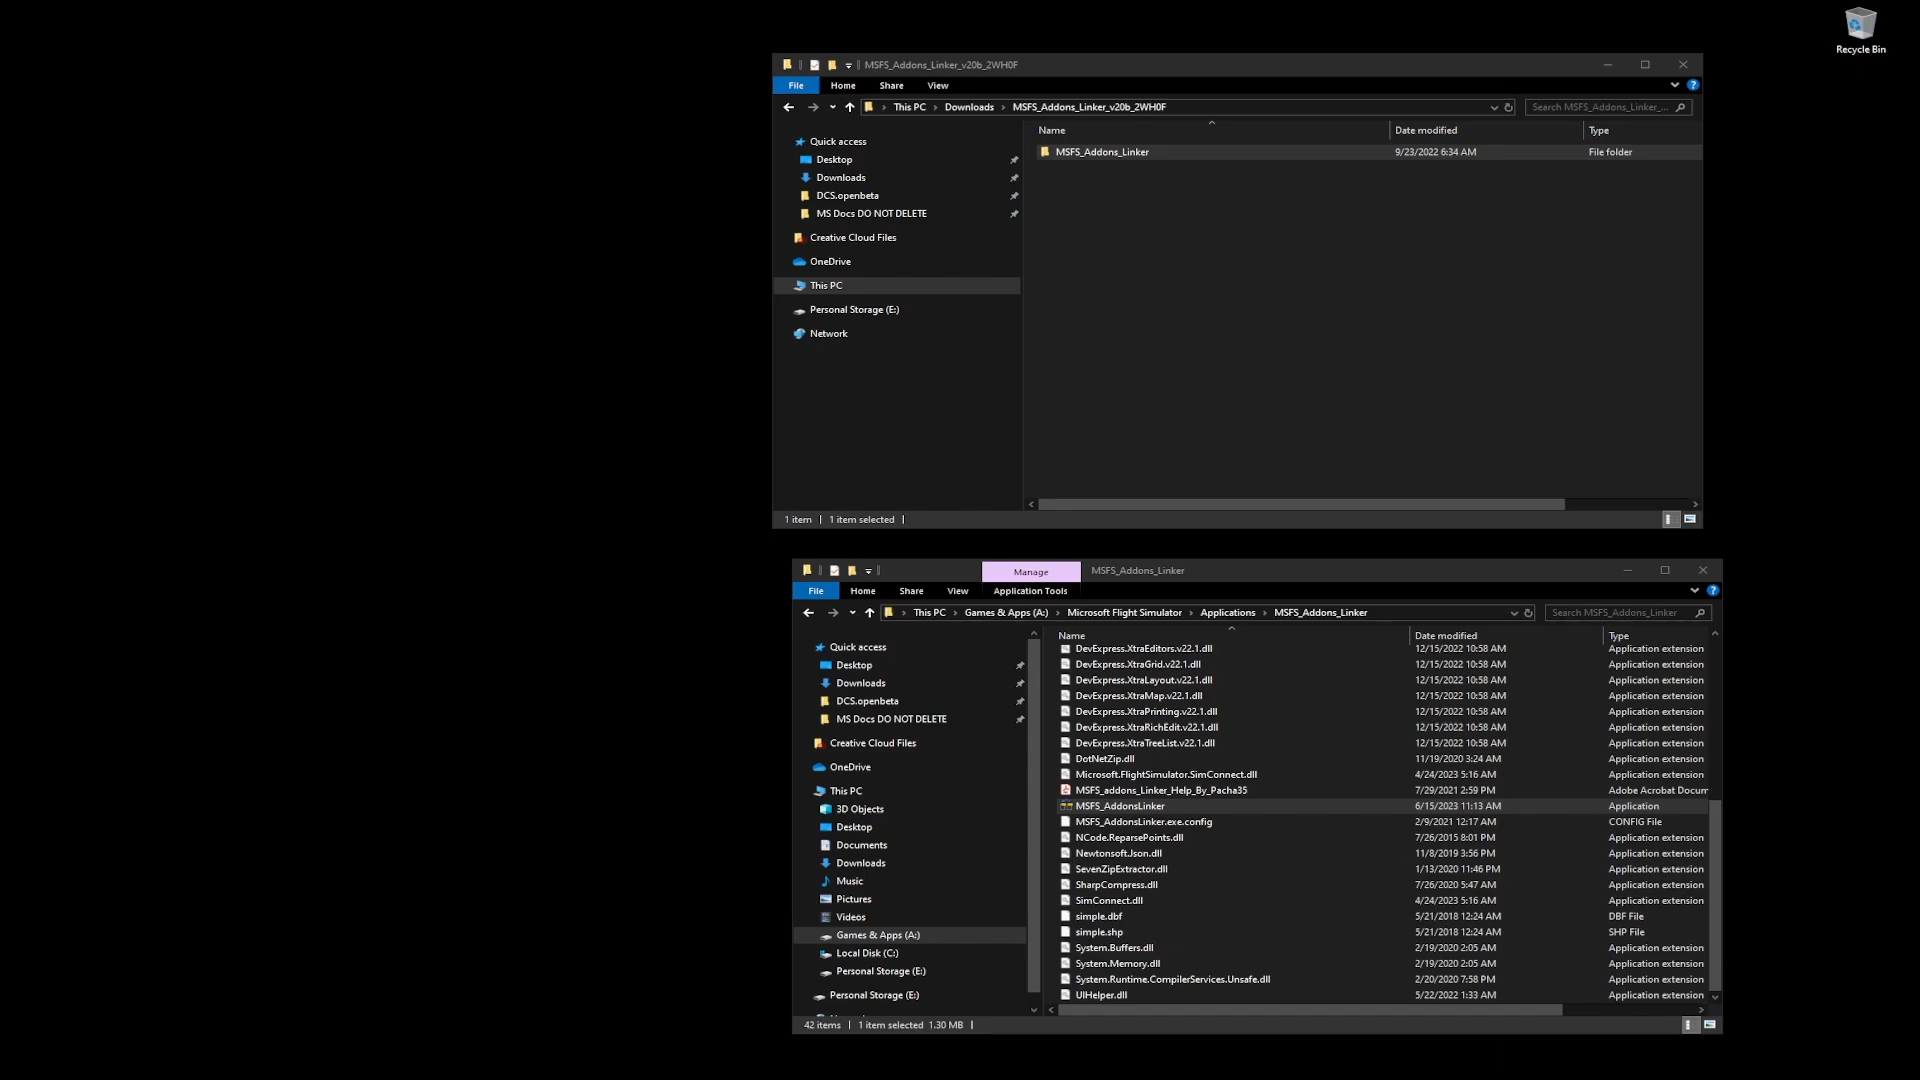 Recycle Bin
MSFS_Addons_Linker_v20b_2WH0F
File Home Share View
This PC Downloads MSFS_Addons_Linker_v20b_2WH0F Search MSFS_Addons_Linker_...
Name Date modified Type
MSFS_Addons_Linker 9/23/2022 6:34 AM File folder
Quick access
Desktop
Downloads
DCS.openbeta
MS Docs DO NOT DELETE
Creative Cloud Files
OneDrive
This PC
Personal Storage (E:)
Network
1 item 1 item selected
Manage MSFS_Addons_Linker
File Home Share View Application Tools
This PC Games & Apps (A:) Microsoft Flight Simulator Applications MSFS_Addons_Linker Search MSFS_Addons_Linker
Quick access
Desktop
Downloads
DCS.openbeta
MS Docs DO NOT DELETE
Creative Cloud Files
OneDrive
This PC
3D Objects
Desktop
Documents
Downloads
Music
Pictures
Videos
Games & Apps (A:)
Local Disk (C:)
Personal Storage (E:)
Personal Storage (E:)
Name Date modified Type
DevExpress.XtraEditors.v22.1.dll 12/15/2022 10:58 AM Application extension
DevExpress.XtraGrid.v22.1.dll 12/15/2022 10:58 AM Application extension
DevExpress.XtraLayout.v22.1.dll 12/15/2022 10:58 AM Application extension
DevExpress.XtraMap.v22.1.dll 12/15/2022 10:58 AM Application extension
DevExpress.XtraPrinting.v22.1.dll 12/15/2022 10:58 AM Application extension
DevExpress.XtraRichEdit.v22.1.dll 12/15/2022 10:58 AM Application extension
DevExpress.XtraTreeList.v22.1.dll 12/15/2022 10:58 AM Application extension
DotNetZip.dll 11/19/2020 3:24 AM Application extension
Microsoft.FlightSimulator.SimConnect.dll 4/24/2023 5:16 AM Application extension
MSFS_addons_Linker_Help_By_Pacha35 7/29/2021 2:59 PM Adobe Acrobat Docum
MSFS_AddonsLinker 6/15/2023 11:13 AM Application
MSFS_AddonsLinker.exe.config 2/9/2021 12:17 AM CONFIG File
NCode.ReparsePoints.dll 7/26/2015 8:01 PM Application extension
Newtonsoft.Json.dll 11/8/2019 3:56 PM Application extension
SevenZipExtractor.dll 1/13/2020 11:46 PM Application extension
SharpCompress.dll 7/26/2020 5:47 AM Application extension
SimConnect.dll 4/24/2023 5:16 AM Application extension
simple.dbf 5/21/2018 12:24 AM DBF File
simple.shp 5/21/2018 12:24 AM SHP File
System.Buffers.dll 2/19/2020 2:05 AM Application extension
System.Memory.dll 2/19/2020 2:05 AM Application extension
System.Runtime.CompilerServices.Unsafe.dll 2/20/2020 7:58 PM Application extension
UIHelper.dll 5/22/2022 1:33 AM Application extension
42 items 1 item selected 1.30 MB